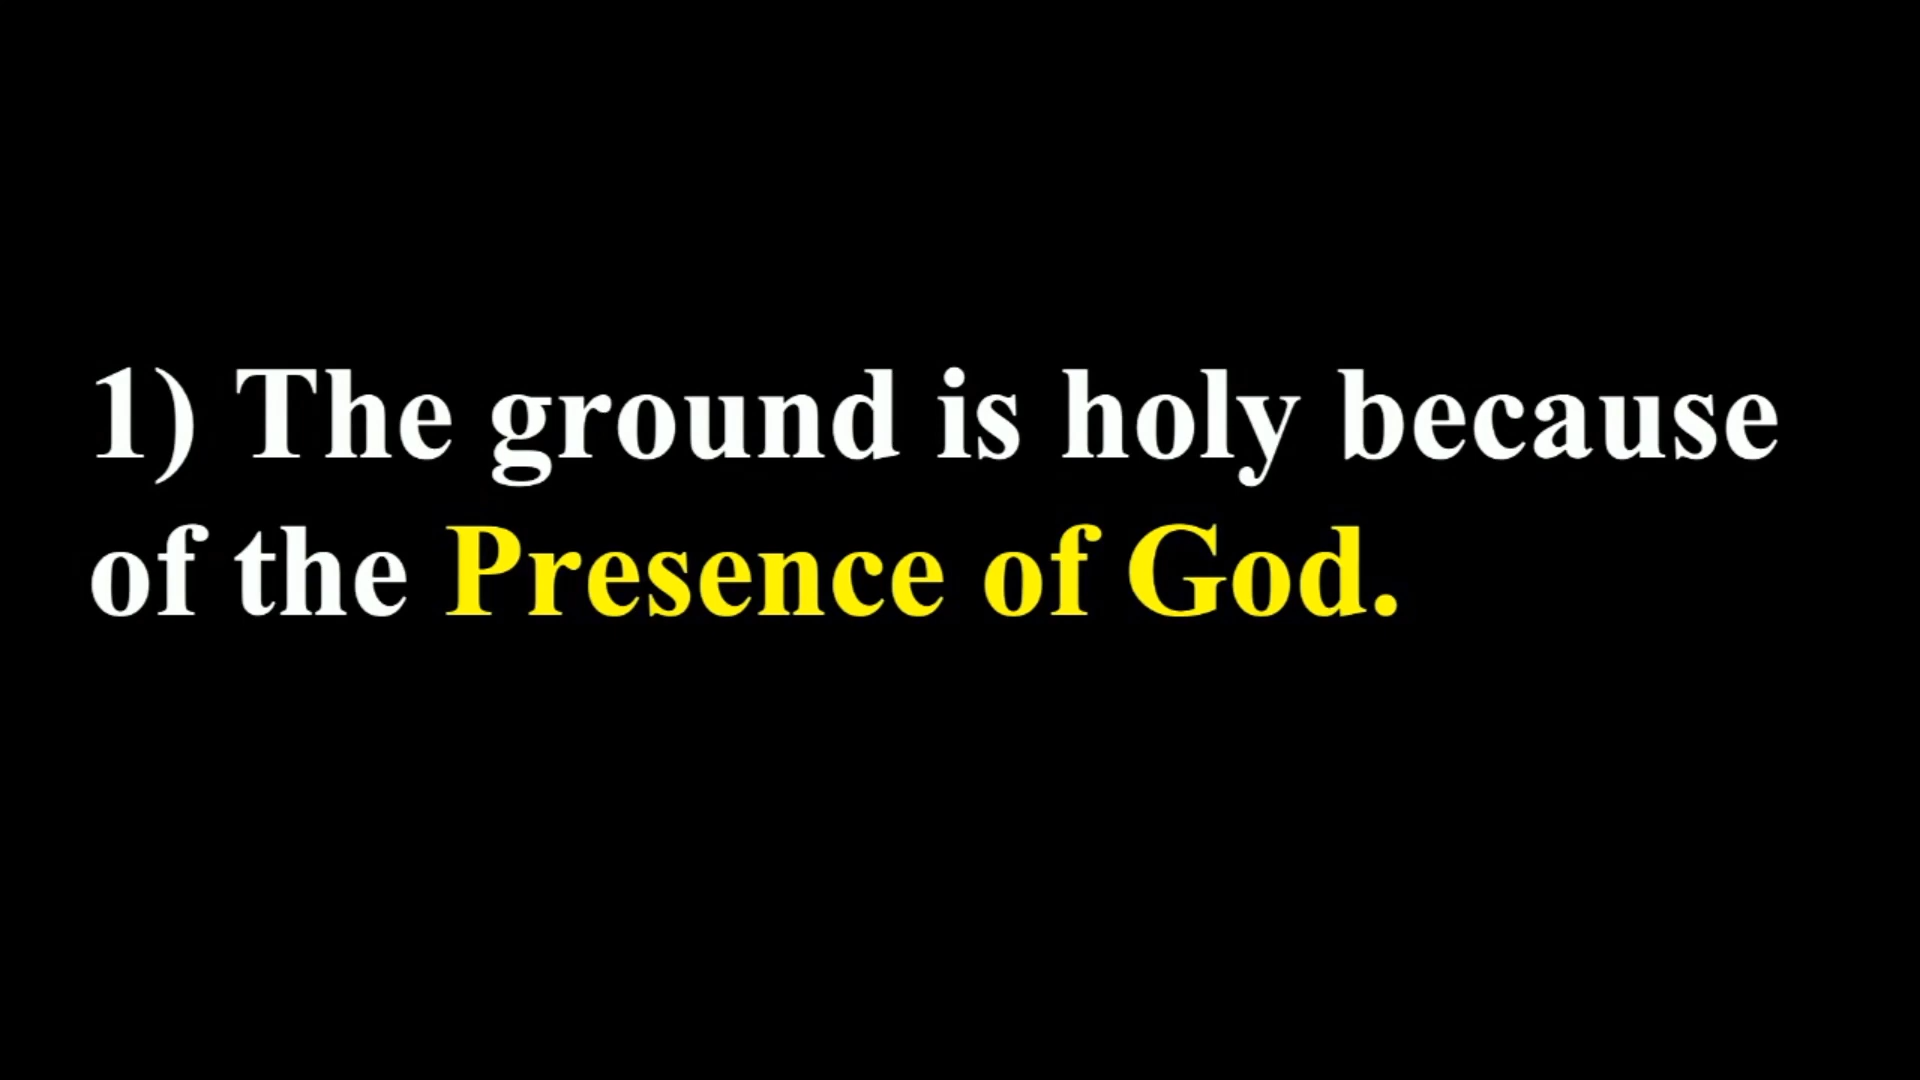 1) The ground is holy because
of the Presence of God.